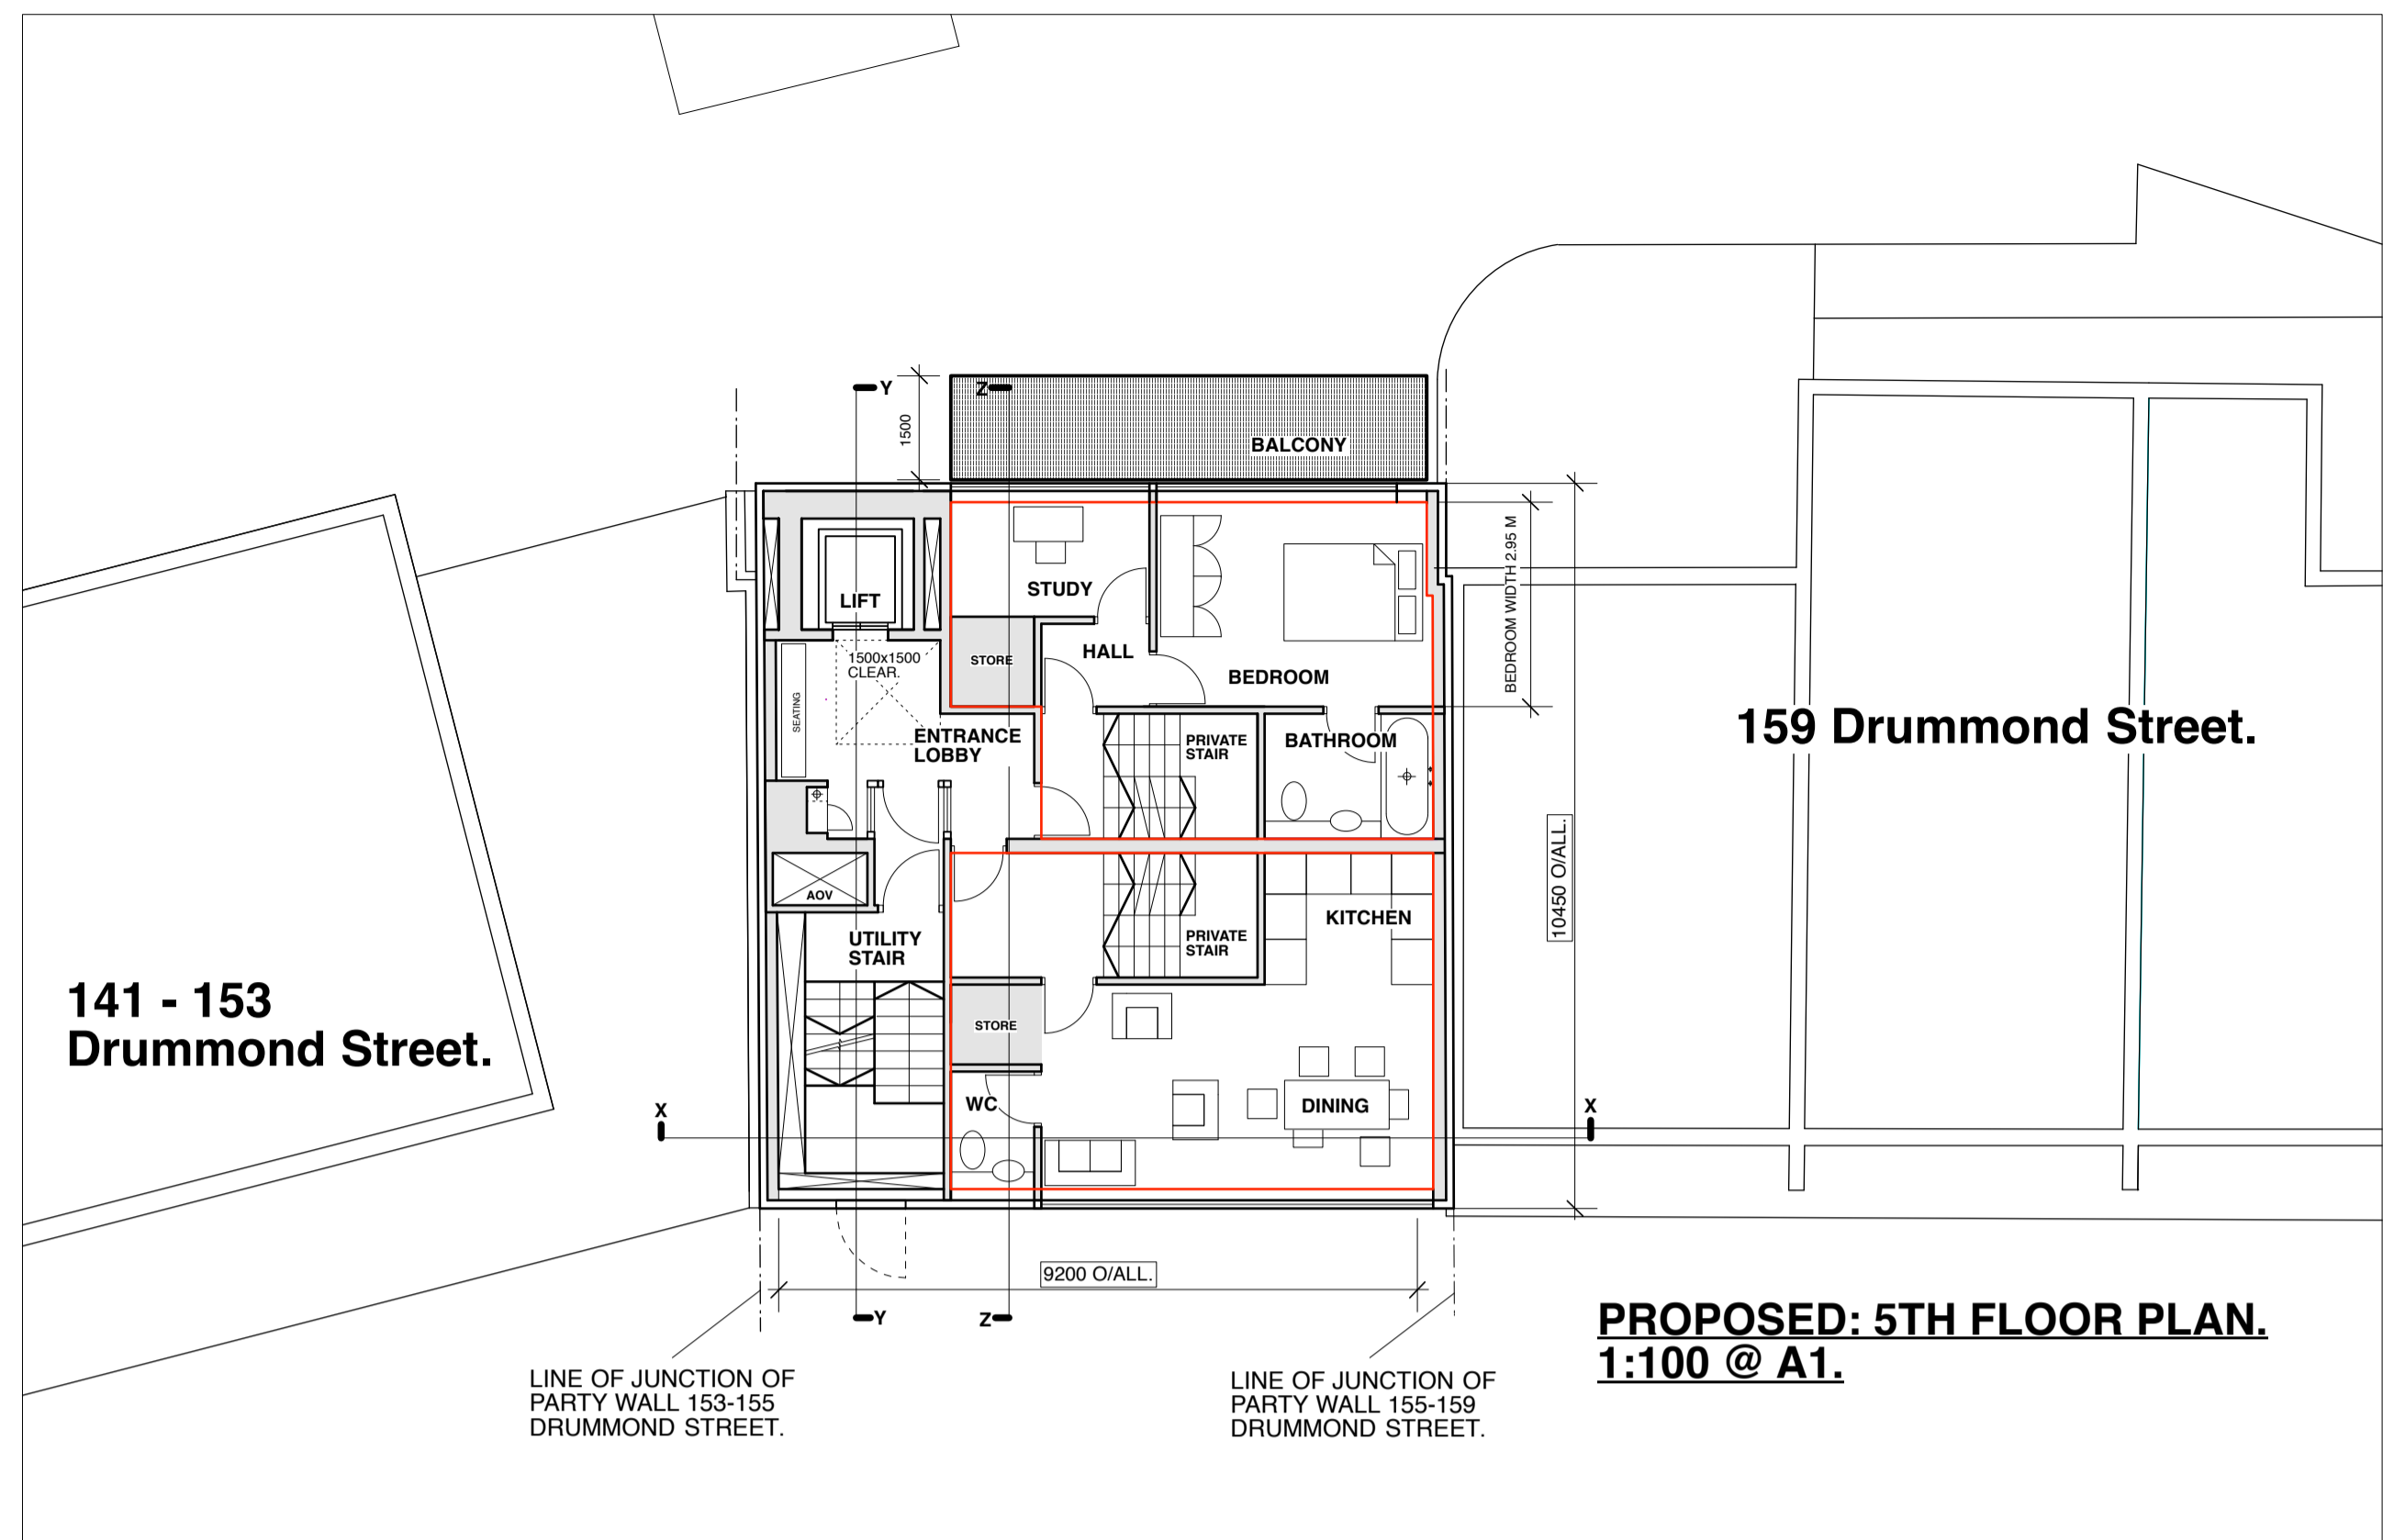 Y
Z
1500
BALCONY
BEDROOM WIDTH 2.95 M
STUDY
LIFT
HALL
1500x1500
CLEAR.
STORE
BEDROOM
SEATING
ENTRANCE
LOBBY
PRIVATE
STAIR
BATHROOM
159 Drummond Street.
10450 O/ALL.
AOV
KITCHEN
UTILITY
STAIR
PRIVATE
STAIR
141 - 153
Drummond Street.
STORE
WC
DINING
X
X
9200 O/ALL.
Y
Z
PROPOSED: 5TH FLOOR PLAN.
1:100 @ A1.
LINE OF JUNCTION OF
PARTY WALL 153-155
DRUMMOND STREET.
LINE OF JUNCTION OF
PARTY WALL 155-159
DRUMMOND STREET.